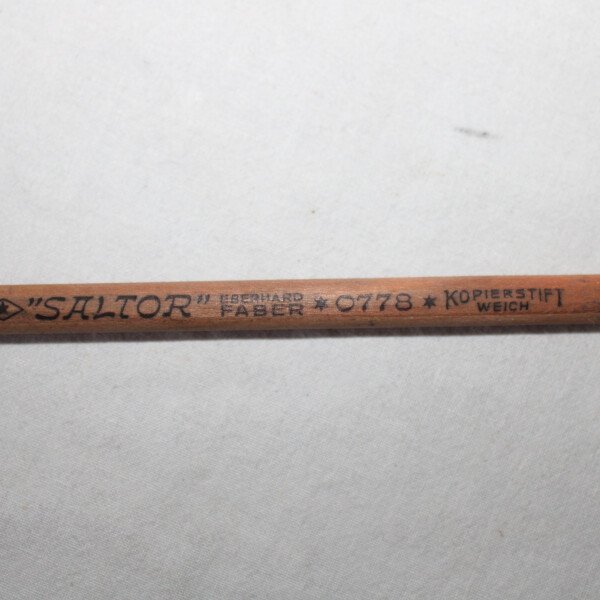 "SALTOR" EBERHARD FABER * 0778 * KOPIERSTIFT WEICH